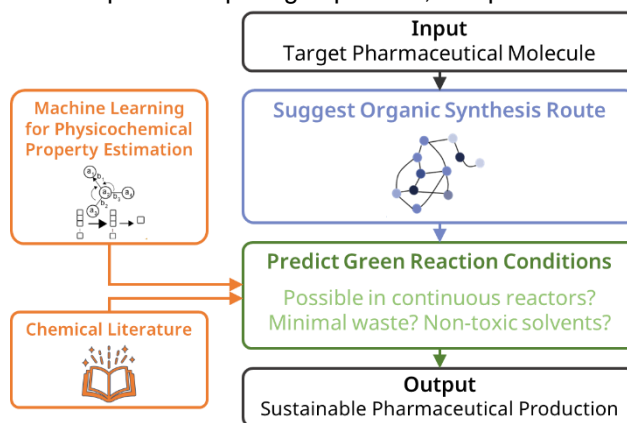 Input
Target Pharmaceutical Molecule
Machine Learning
for Physicochemical
Property Estimation
Suggest Organic Synthesis Route
Predict Green Reaction Conditions
Possible in continuous reactors?
Minimal waste? Non-toxic solvents?
Chemical Literature
Output
Sustainable Pharmaceutical Production